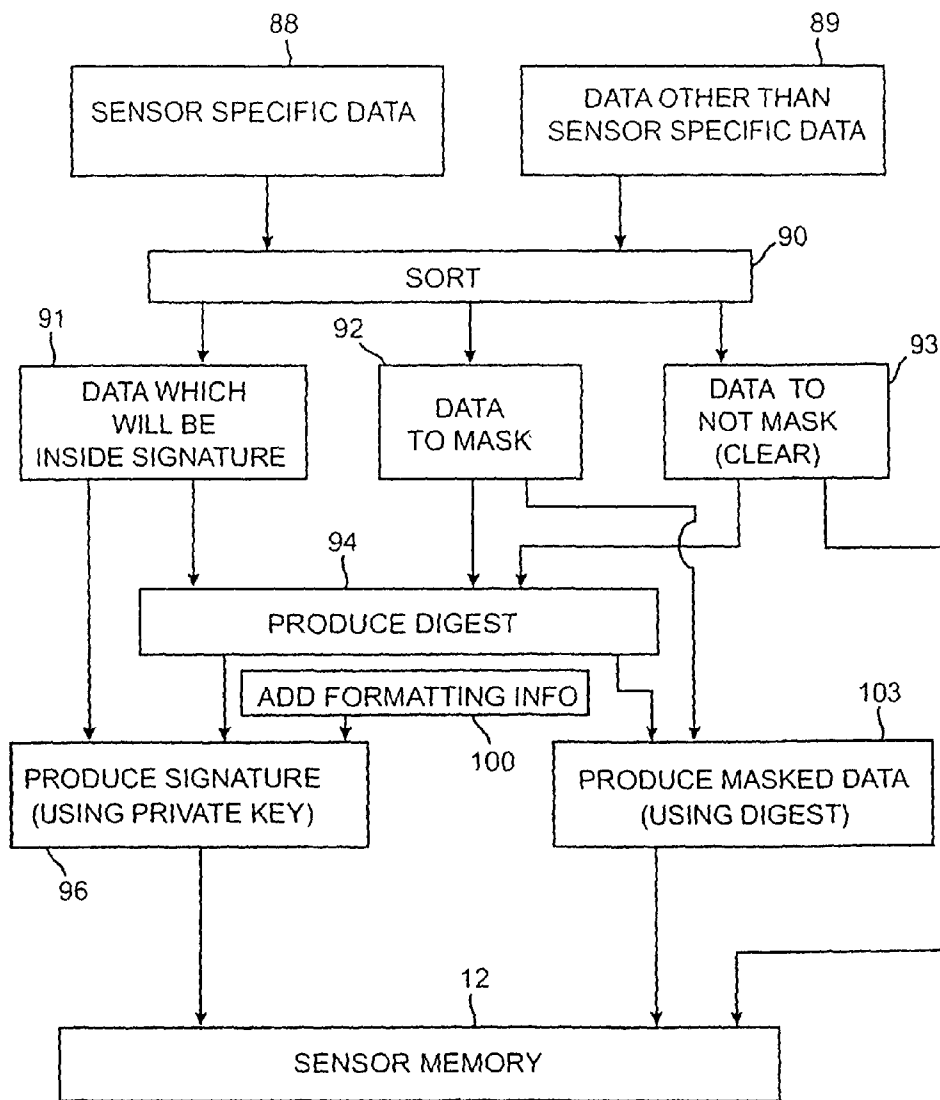 88
89
SENSOR SPECIFIC DATA
DATA OTHER THAN
SENSOR SPECIFIC DATA
90
SORT
91
92
93
DATA WHICH
WILL BE
INSIDE SIGNATURE
DATA
TO MASK
DATA TO
NOT MASK
(CLEAR)
94
PRODUCE DIGEST
ADD FORMATTING INFO
100
103
PRODUCE SIGNATURE
(USING PRIVATE KEY)
PRODUCE MASKED DATA
(USING DIGEST)
96
12
SENSOR MEMORY